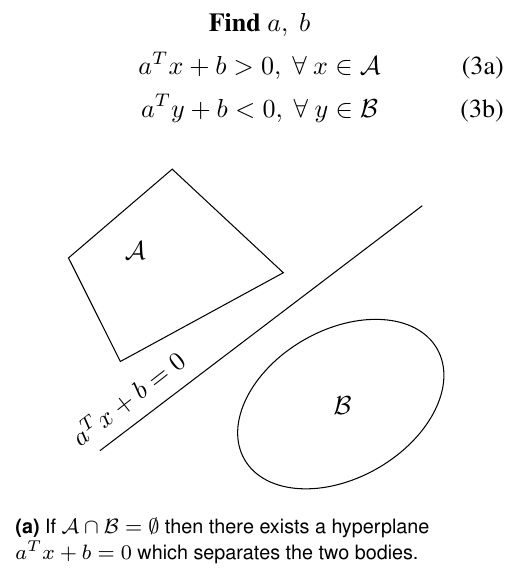 Find a, b
a^T x + b > 0, ∀ x ∈ 𝒜 (3a)
a^T y + b < 0, ∀ y ∈ ℬ (3b)
𝒜
a^T x + b = 0
ℬ
(a) If 𝒜 ∩ ℬ = ∅ then there exists a hyperplane
a^T x + b = 0 which separates the two bodies.